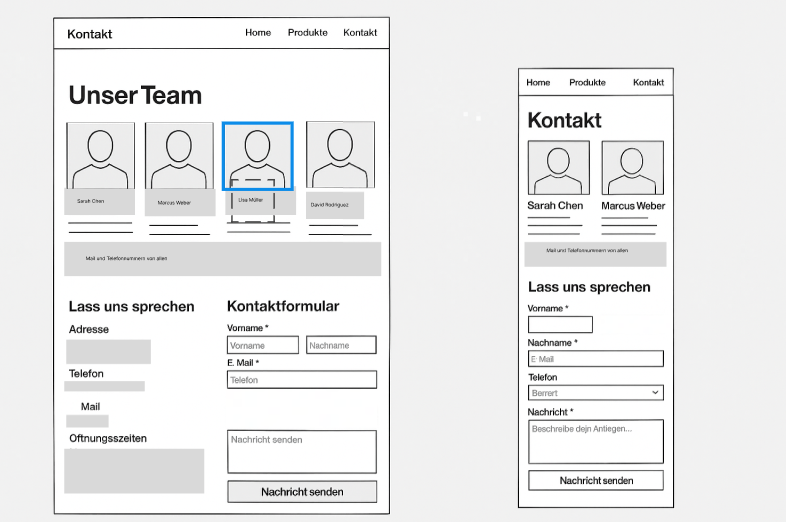 Kontakt
Home Produkte Kontakt
Unser Team
Sarah Chen
Marcus Weber
Lisa Müller
David Rodriguez
Mail und Telefonnummern von allen
Lass uns sprechen
Adresse
Telefon
Mail
Oftnungsszeiten
Kontaktformular
Vorname *
Vorname
Nachname
E. Mail *
Telefon
Nachricht senden
Nachricht senden
Home Produkte Kontakt
Kontakt
Sarah Chen
Marcus Weber
Mail und Telefonnummern von allen
Lass uns sprechen
Vorname *
Nachname *
E· Mail
Telefon
Berrert
Nachricht *
Beschreibe dejn Antiegen...
Nachricht senden